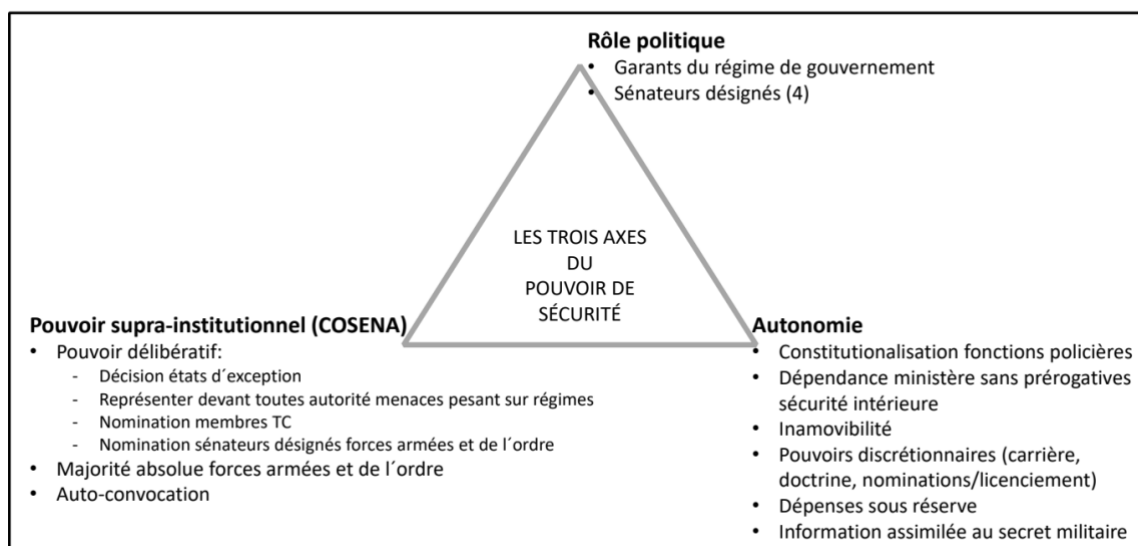 Rôle politique
• Garants du régime de gouvernement
• Sénateurs désignés (4)
LES TROIS AXES
DU
POUVOIR DE
SÉCURITÉ
Pouvoir supra-institutionnel (COSENA)
• Pouvoir délibératif:
- Décision états d´exception
- Représenter devant toutes autorité menaces pesant sur régimes
- Nomination membres TC
- Nomination sénateurs désignés forces armées et de l´ordre
• Majorité absolue forces armées et de l´ordre
• Auto-convocation
Autonomie
• Constitutionalisation fonctions policières
• Dépendance ministère sans prérogatives
sécurité intérieure
• Inamovibilité
• Pouvoirs discrétionnaires (carrière,
doctrine, nominations/licenciement)
• Dépenses sous réserve
• Information assimilée au secret militaire